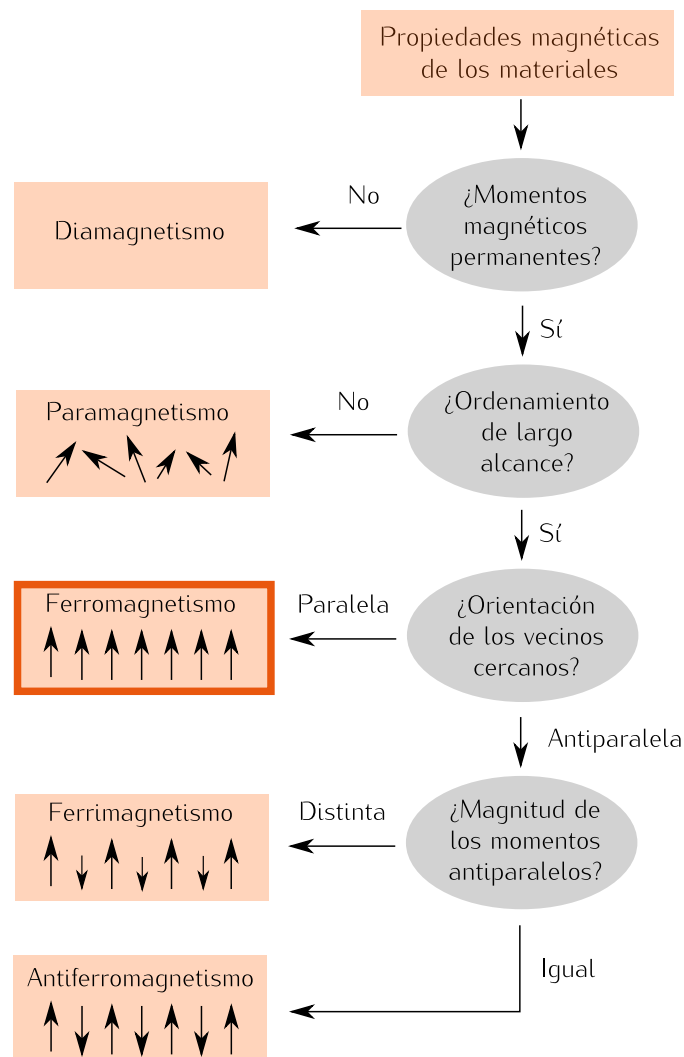 Propiedades magnéticas
de los materiales
¿Momentos
magnéticos
permanentes?
No
Diamagnetismo
Sí
¿Ordenamiento
de largo
alcance?
No
Paramagnetismo
Sí
¿Orientación
de los vecinos
cercanos?
Paralela
Ferromagnetismo
Antiparalela
¿Magnitud de
los momentos
antiparalelos?
Distinta
Ferrimagnetismo
Igual
Antiferromagnetismo